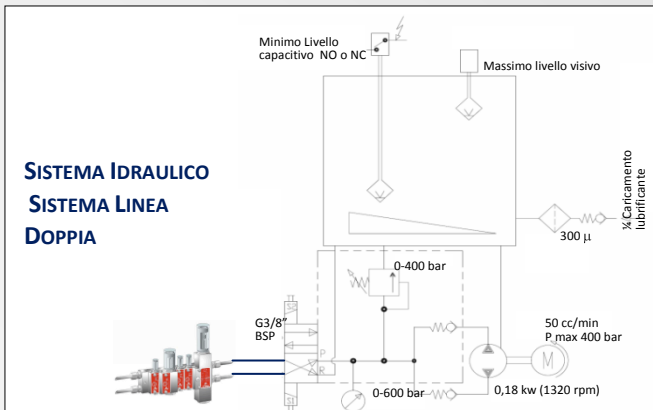 Minimo Livello
capacitivo NO o NC
Massimo livello visivo
SISTEMA IDRAULICO
SISTEMA LINEA
DOPPIA
¼ Caricamento
lubrificante
300 µ
0-400 bar
G3/8"
BSP
P
R
50 cc/min
P max 400 bar
M
0-600 bar
0,18 kw (1320 rpm)